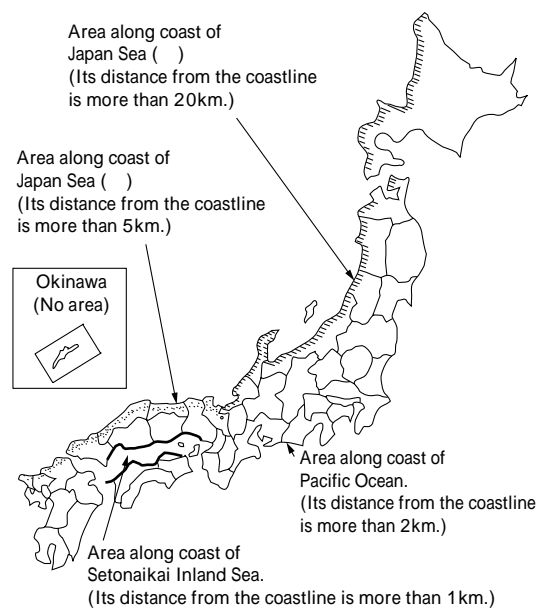 Area along coast of
Japan Sea ( )
(Its distance from the coastline
is more than 20km.)
Area along coast of
Japan Sea ( )
(Its distance from the coastline
is more than 5km.)
Okinawa
(No area)
Area along coast of
Pacific Ocean.
(Its distance from the coastline
is more than 2km.)
Area along coast of
Setonaikai Inland Sea.
(Its distance from the coastline is more than 1km.)